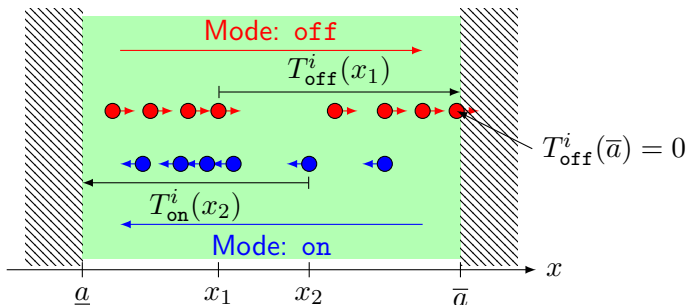 Mode: off
T^i_off(x_1)
T^i_off(a̅) = 0
T^i_on(x_2)
Mode: on
a̲ x_1 x_2 a̅ x